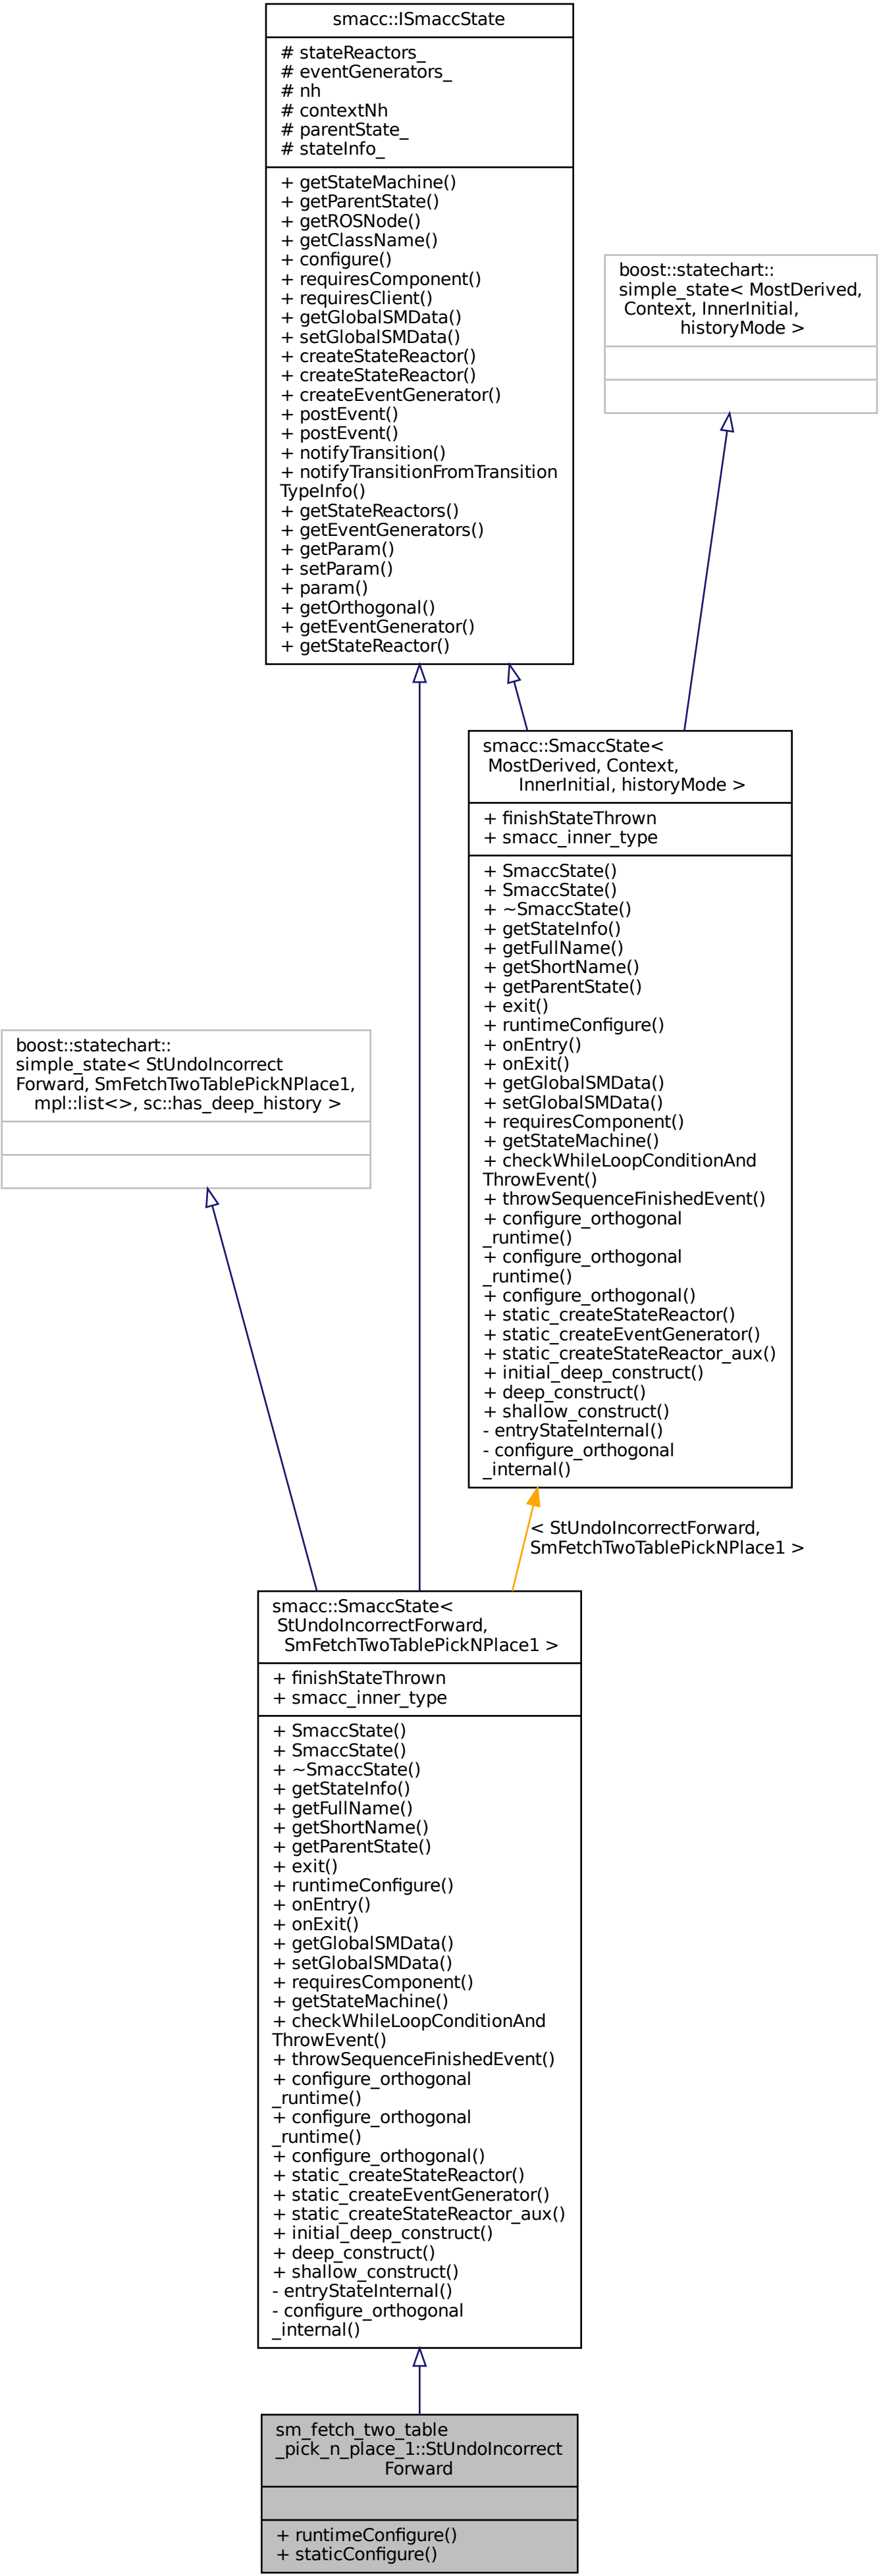 smacc::ISmaccState
# stateReactors_
# eventGenerators_
# nh
# contextNh
# parentState_
# stateInfo_
+ getStateMachine()
+ getParentState()
+ getROSNode()
+ getClassName()
+ configure()
+ requiresComponent()
+ requiresClient()
+ getGlobalSMData()
+ setGlobalSMData()
+ createStateReactor()
+ createStateReactor()
+ createEventGenerator()
+ postEvent()
+ postEvent()
+ notifyTransition()
+ notifyTransitionFromTransition
TypeInfo()
+ getStateReactors()
+ getEventGenerators()
+ getParam()
+ setParam()
+ param()
+ getOrthogonal()
+ getEventGenerator()
+ getStateReactor()
boost::statechart::
simple_state< MostDerived,
Context, InnerInitial,
historyMode >
smacc::SmaccState<
MostDerived, Context,
InnerInitial, historyMode >
+ finishStateThrown
+ smacc_inner_type
+ SmaccState()
+ SmaccState()
+ ~SmaccState()
+ getStateInfo()
+ getFullName()
+ getShortName()
+ getParentState()
+ exit()
+ runtimeConfigure()
+ onEntry()
+ onExit()
+ getGlobalSMData()
+ setGlobalSMData()
+ requiresComponent()
+ getStateMachine()
+ checkWhileLoopConditionAnd
ThrowEvent()
+ throwSequenceFinishedEvent()
+ configure_orthogonal
_runtime()
+ configure_orthogonal
_runtime()
+ configure_orthogonal()
+ static_createStateReactor()
+ static_createEventGenerator()
+ static_createStateReactor_aux()
+ initial_deep_construct()
+ deep_construct()
+ shallow_construct()
- entryStateInternal()
- configure_orthogonal
_internal()
boost::statechart::
simple_state< StUndoIncorrect
Forward, SmFetchTwoTablePickNPlace1,
mpl::list<>, sc::has_deep_history >
< StUndoIncorrectForward,
SmFetchTwoTablePickNPlace1 >
smacc::SmaccState<
StUndoIncorrectForward,
SmFetchTwoTablePickNPlace1 >
+ finishStateThrown
+ smacc_inner_type
+ SmaccState()
+ SmaccState()
+ ~SmaccState()
+ getStateInfo()
+ getFullName()
+ getShortName()
+ getParentState()
+ exit()
+ runtimeConfigure()
+ onEntry()
+ onExit()
+ getGlobalSMData()
+ setGlobalSMData()
+ requiresComponent()
+ getStateMachine()
+ checkWhileLoopConditionAnd
ThrowEvent()
+ throwSequenceFinishedEvent()
+ configure_orthogonal
_runtime()
+ configure_orthogonal
_runtime()
+ configure_orthogonal()
+ static_createStateReactor()
+ static_createEventGenerator()
+ static_createStateReactor_aux()
+ initial_deep_construct()
+ deep_construct()
+ shallow_construct()
- entryStateInternal()
- configure_orthogonal
_internal()
sm_fetch_two_table
_pick_n_place_1::StUndoIncorrect
Forward
+ runtimeConfigure()
+ staticConfigure()